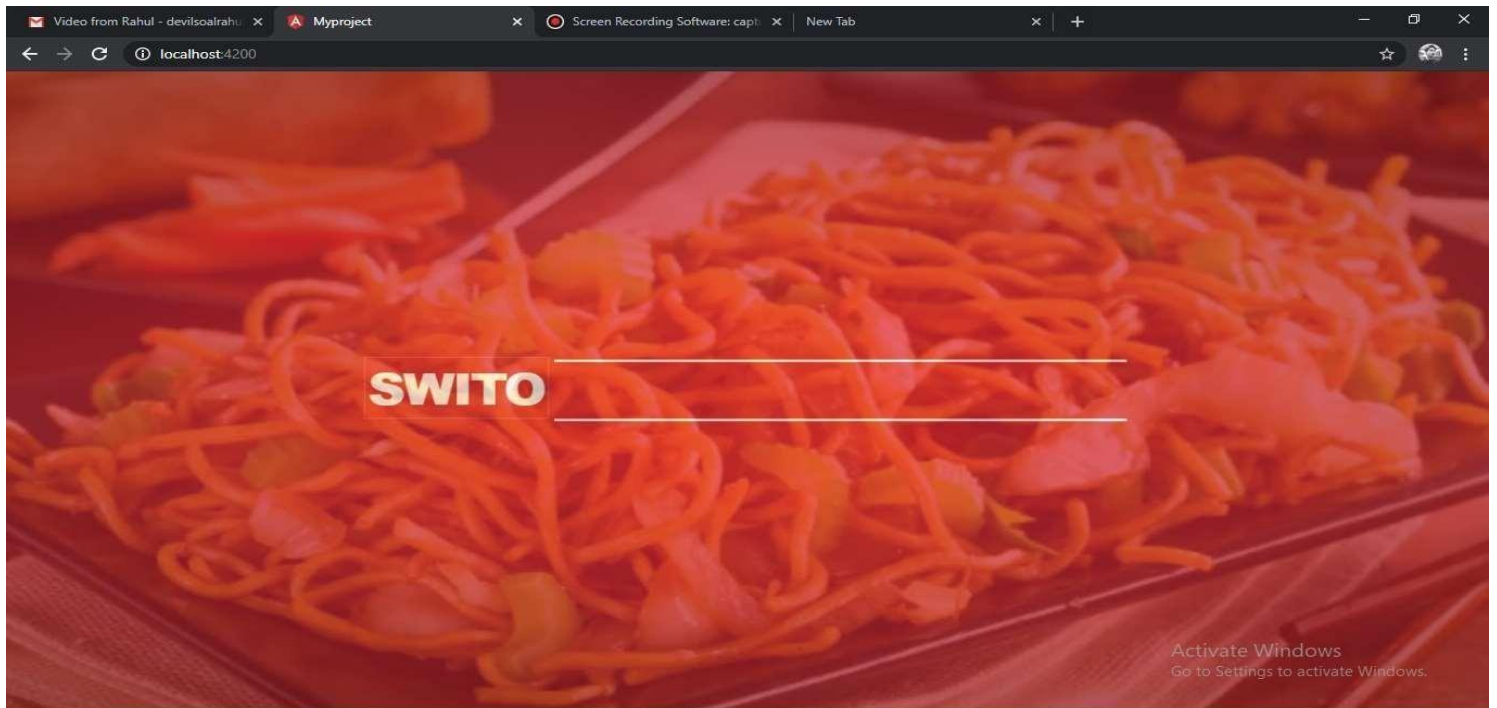 Video from Rahul - devilsoalrahu
Myproject
Screen Recording Software: capt
New Tab
localhost:4200
SWITO
Activate Windows
Go to Settings to activate Windows.